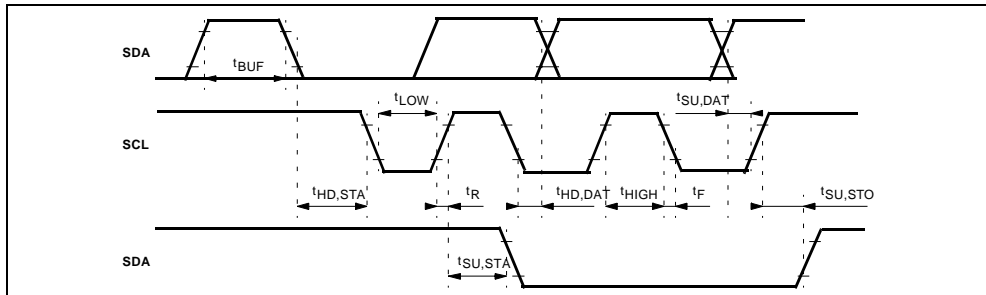 SDA
tBUF
tLOW
tSU,DAT
SCL
tHD,STA
tR
tHD,DAT
tHIGH
tF
tSU,STO
SDA
tSU,STA